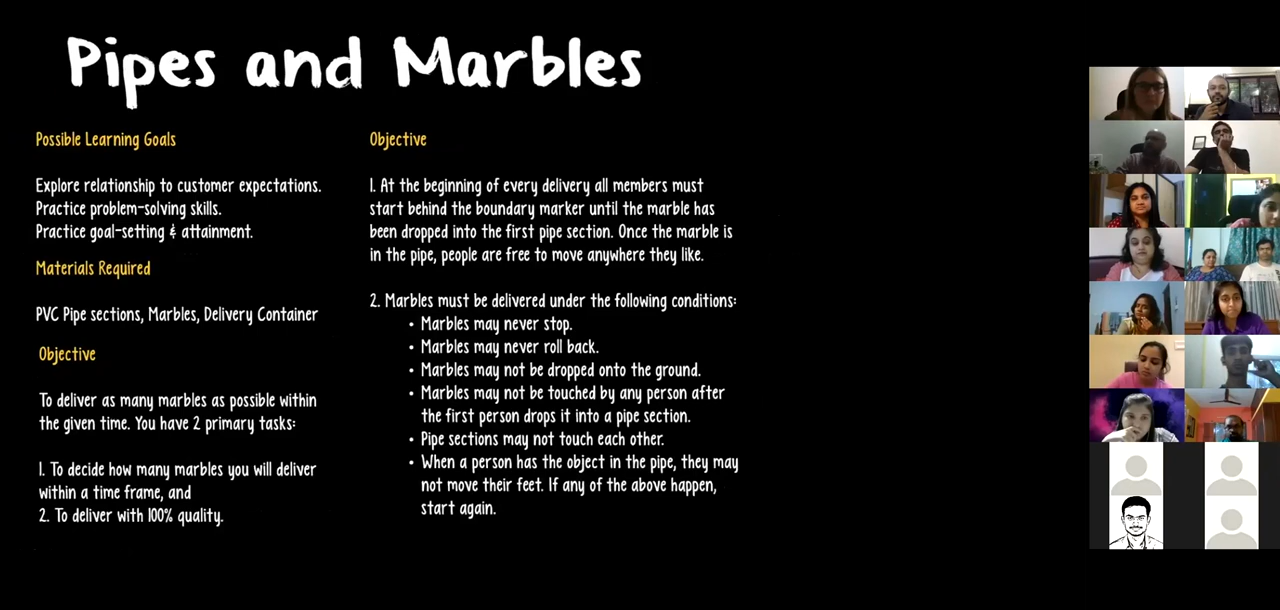 Pipes and Marbles
Possible Learning Goals
Explore relationship to customer expectations.
Practice problem-solving skills.
Practice goal-setting & attainment.
Materials Required
PVC Pipe sections, Marbles, Delivery Container
Objective
To deliver as many marbles as possible within
the given time. You have 2 primary tasks:
1. To decide how many marbles you will deliver
within a time frame, and
2. To deliver with 100% quality.
Objective
1. At the beginning of every delivery all members must
start behind the boundary marker until the marble has
been dropped into the first pipe section. Once the marble is
in the pipe, people are free to move anywhere they like.
2. Marbles must be delivered under the following conditions:
• Marbles may never stop.
• Marbles may never roll back.
• Marbles may not be dropped onto the ground.
• Marbles may not be touched by any person after
the first person drops it into a pipe section.
• Pipe sections may not touch each other.
• When a person has the object in the pipe, they may
not move their feet. If any of the above happen,
start again.